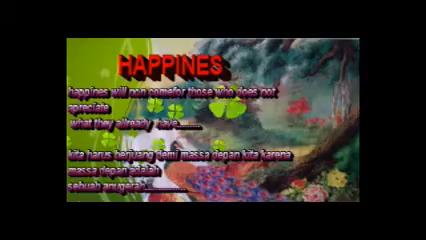 HAPPINES
happines will non comefor those who does not
apreciate
what they allready have.........
kita harus berjuang demi massa depan kita karena
massa depan adalah
sebuah anugerah................